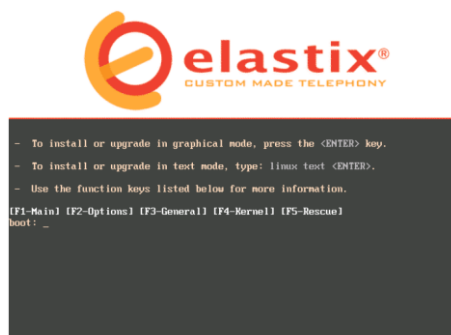 elastix®
CUSTOM MADE TELEPHONY
- To install or upgrade in graphical mode, press the <ENTER> key.
- To install or upgrade in text mode, type: linux text <ENTER>.
- Use the function keys listed below for more information.
[F1-Main] [F2-Options] [F3-General] [F4-Kernel] [F5-Rescue]
boot: _